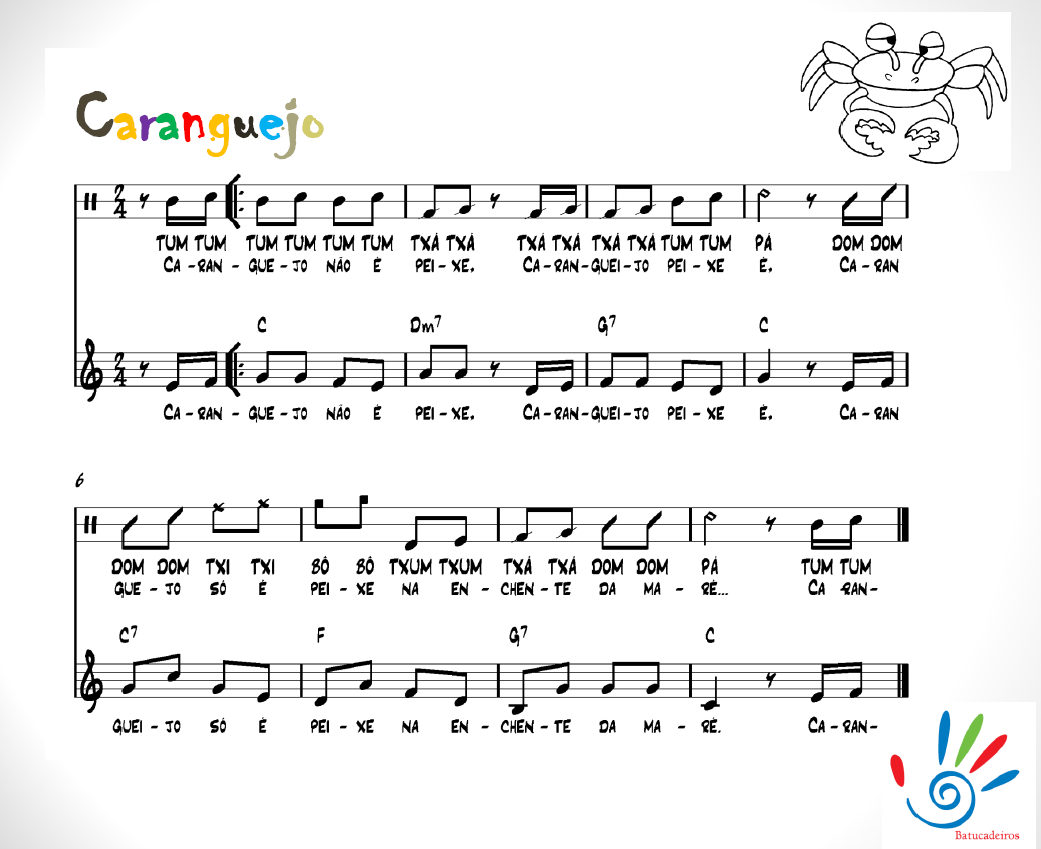 Caranguejo
2 4
TUM TUM TUM TUM TUM TUM TXÁ TXÁ TXÁ TXÁ TXÁ TXÁ TUM TUM PÁ DOM DOM
CA-RAN-GUE-JO NÃO É PEI-XE. CA-RAN-GUEI-JO PEI-XE É. CA-RAN
C Dm7 G7 C
2 4
CA-RAN-GUE-JO NÃO É PEI-XE. CA-RAN-GUEI-JO PEI-XE É. CA-RAN
6
DOM DOM TXI TXI BÔ BÔ TXUM TXUM TXÁ TXÁ DOM DOM PÁ TUM TUM
GUE-JO SÓ É PEI-XE NA EN-CHEN-TE DA MA-RÉ... CA RAN-
C7 F G7 C
GUEI-JO SÓ É PEI-XE NA EN-CHEN-TE DA MA-RÉ. CA-RAN-
Batucadeiros